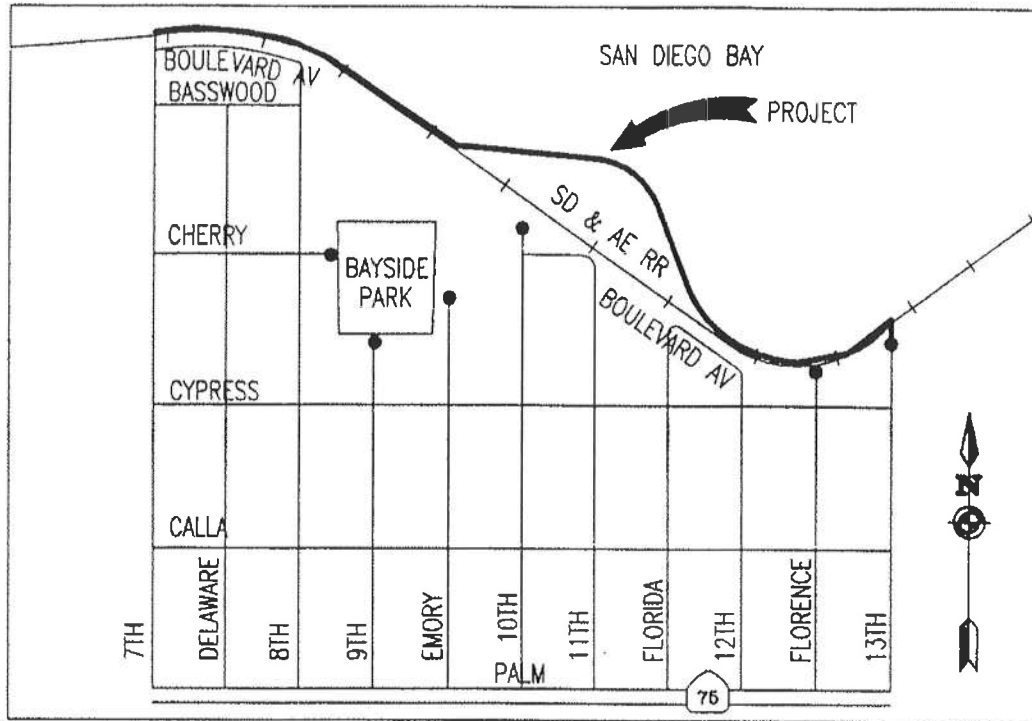 SAN DIEGO BAY
PROJECT
BOULEVARD AV
BASSWOOD
SD & AE RR
CHERRY
BAYSIDE
PARK
BOULEVARD AV
CYPRESS
N
CALLA
7TH
DELAWARE
8TH
9TH
EMORY
10TH
11TH
FLORIDA
12TH
FLORENCE
13TH
PALM
75